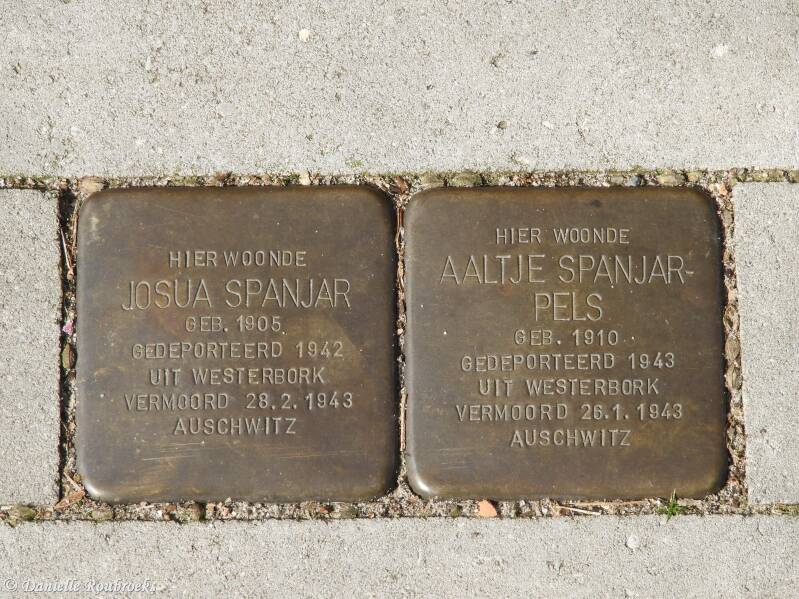 HIER WOONDE
JOSUA SPANJAR
GEB. 1905
GEDEPORTEERD 1942
UIT WESTERBORK
VERMOORD 28.2.1943
AUSCHWITZ
HIER WOONDE
AALTJE SPANJAR-
PELS
GEB. 1910
GEDEPORTEERD 1943
UIT WESTERBORK
VERMOORD 26.1.1943
AUSCHWITZ
© Danielle Roubroeks